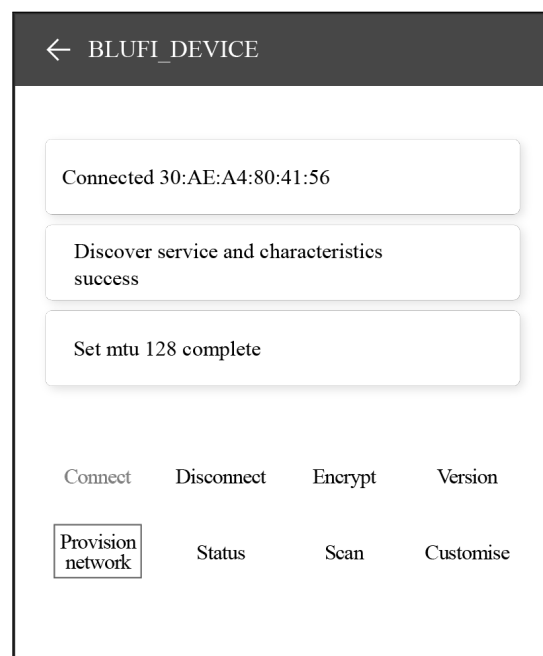 BLUFI_DEVICE
Connected 30:AE:A4:80:41:56
Discover service and characteristics
success
Set mtu 128 complete
Connect Disconnect Encrypt Version
Provision
network Status Scan Customise